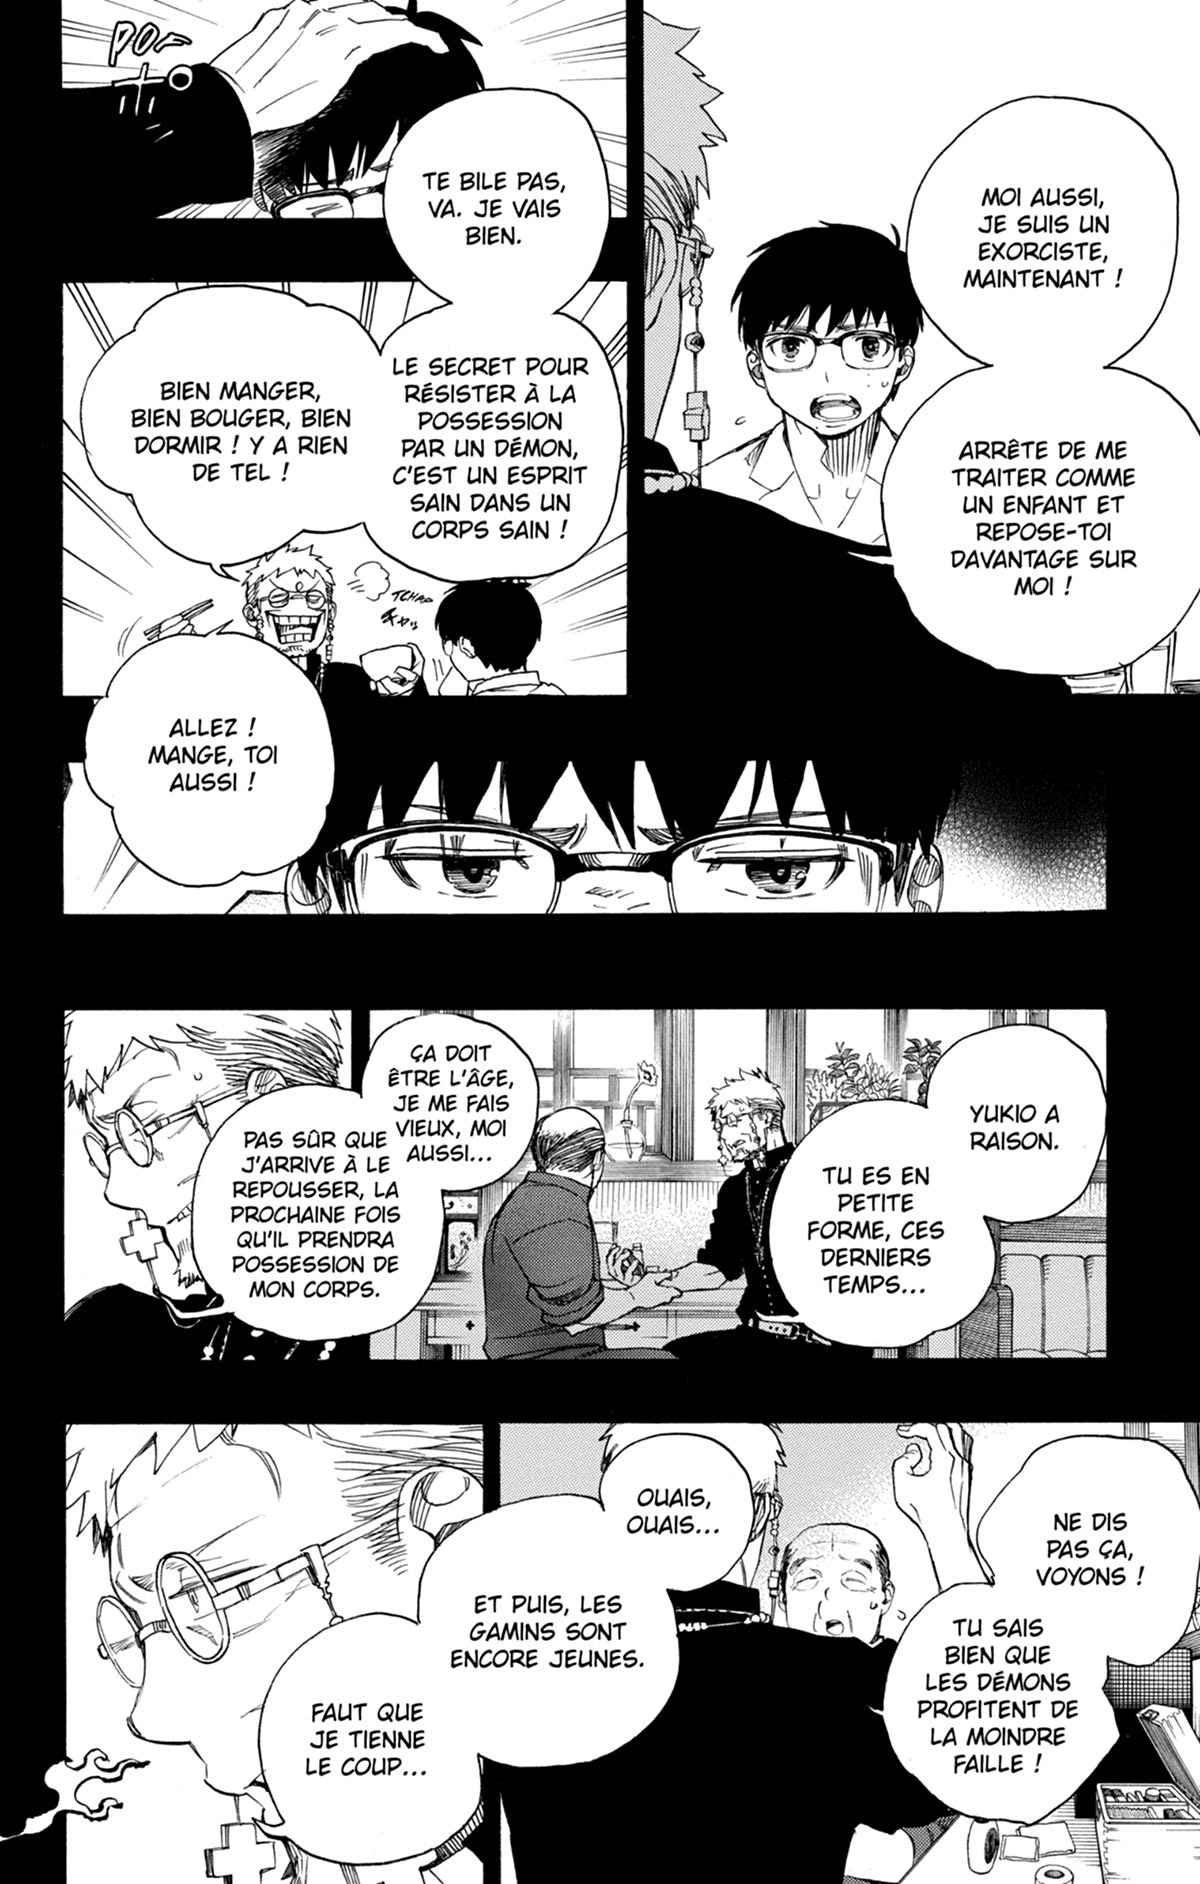 MOI AUSSI,
JE SUIS UN
EXORCISTE,
MAINTENANT !
ARRÊTE DE ME
TRAITER COMME
UN ENFANT ET
REPOSE-TOI
DAVANTAGE SUR
MOI !
POF
TE BILE PAS,
VA. JE VAIS
BIEN.
LE SECRET POUR
RÉSISTER À LA
POSSESSION
PAR UN DÉMON,
C'EST UN ESPRIT
SAIN DANS UN
CORPS SAIN !
BIEN MANGER,
BIEN BOUGER, BIEN
DORMIR ! Y A RIEN
DE TEL !
TCHAP
ALLEZ !
MANGE, TOI
AUSSI !
YUKIO A
RAISON.
TU ES EN
PETITE
FORME, CES
DERNIERS
TEMPS...
ÇA DOIT
ÊTRE L'ÂGE,
JE ME FAIS
VIEUX, MOI
AUSSI...
PAS SÛR QUE
J'ARRIVE À LE
REPOUSSER, LA
PROCHAINE FOIS
QU'IL PRENDRA
POSSESSION DE
MON CORPS.
NE DIS
PAS ÇA,
VOYONS !
TU SAIS
BIEN QUE
LES DÉMONS
PROFITENT DE
LA MOINDRE
FAILLE !
OUAIS,
OUAIS...
ET PUIS, LES
GAMINS SONT
ENCORE JEUNES.
FAUT QUE
JE TIENNE
LE COUP...